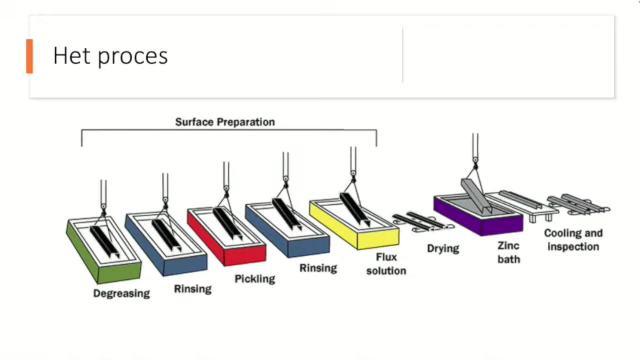 Het proces
Surface Preparation
Degreasing
Rinsing
Pickling
Rinsing
Flux
solution
Drying
Zinc
bath
Cooling and
inspection